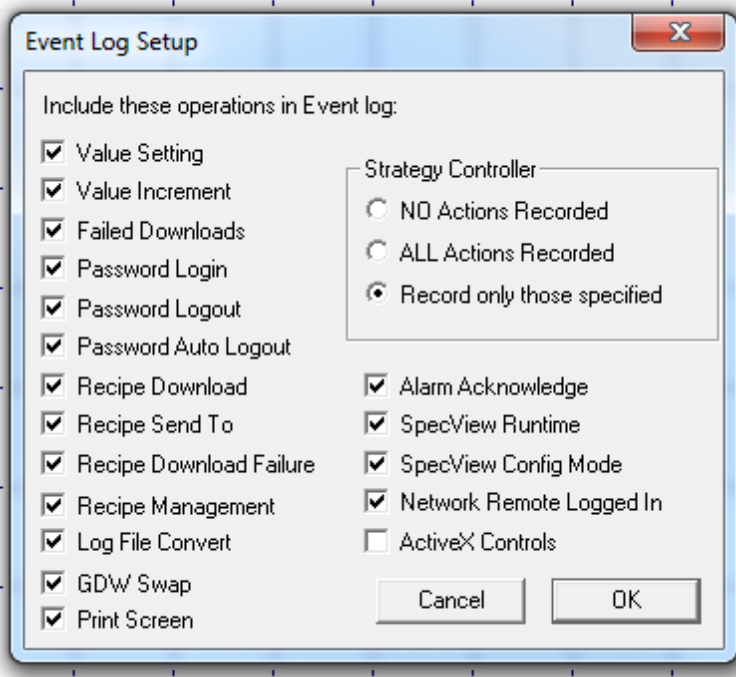 Event Log Setup
Include these operations in Event log:
Value Setting
Value Increment
Failed Downloads
Password Login
Password Logout
Password Auto Logout
Recipe Download
Recipe Send To
Recipe Download Failure
Recipe Management
Log File Convert
GDW Swap
Print Screen
Strategy Controller
NO Actions Recorded
ALL Actions Recorded
Record only those specified
Alarm Acknowledge
SpecView Runtime
SpecView Config Mode
Network Remote Logged In
ActiveX Controls
Cancel
OK